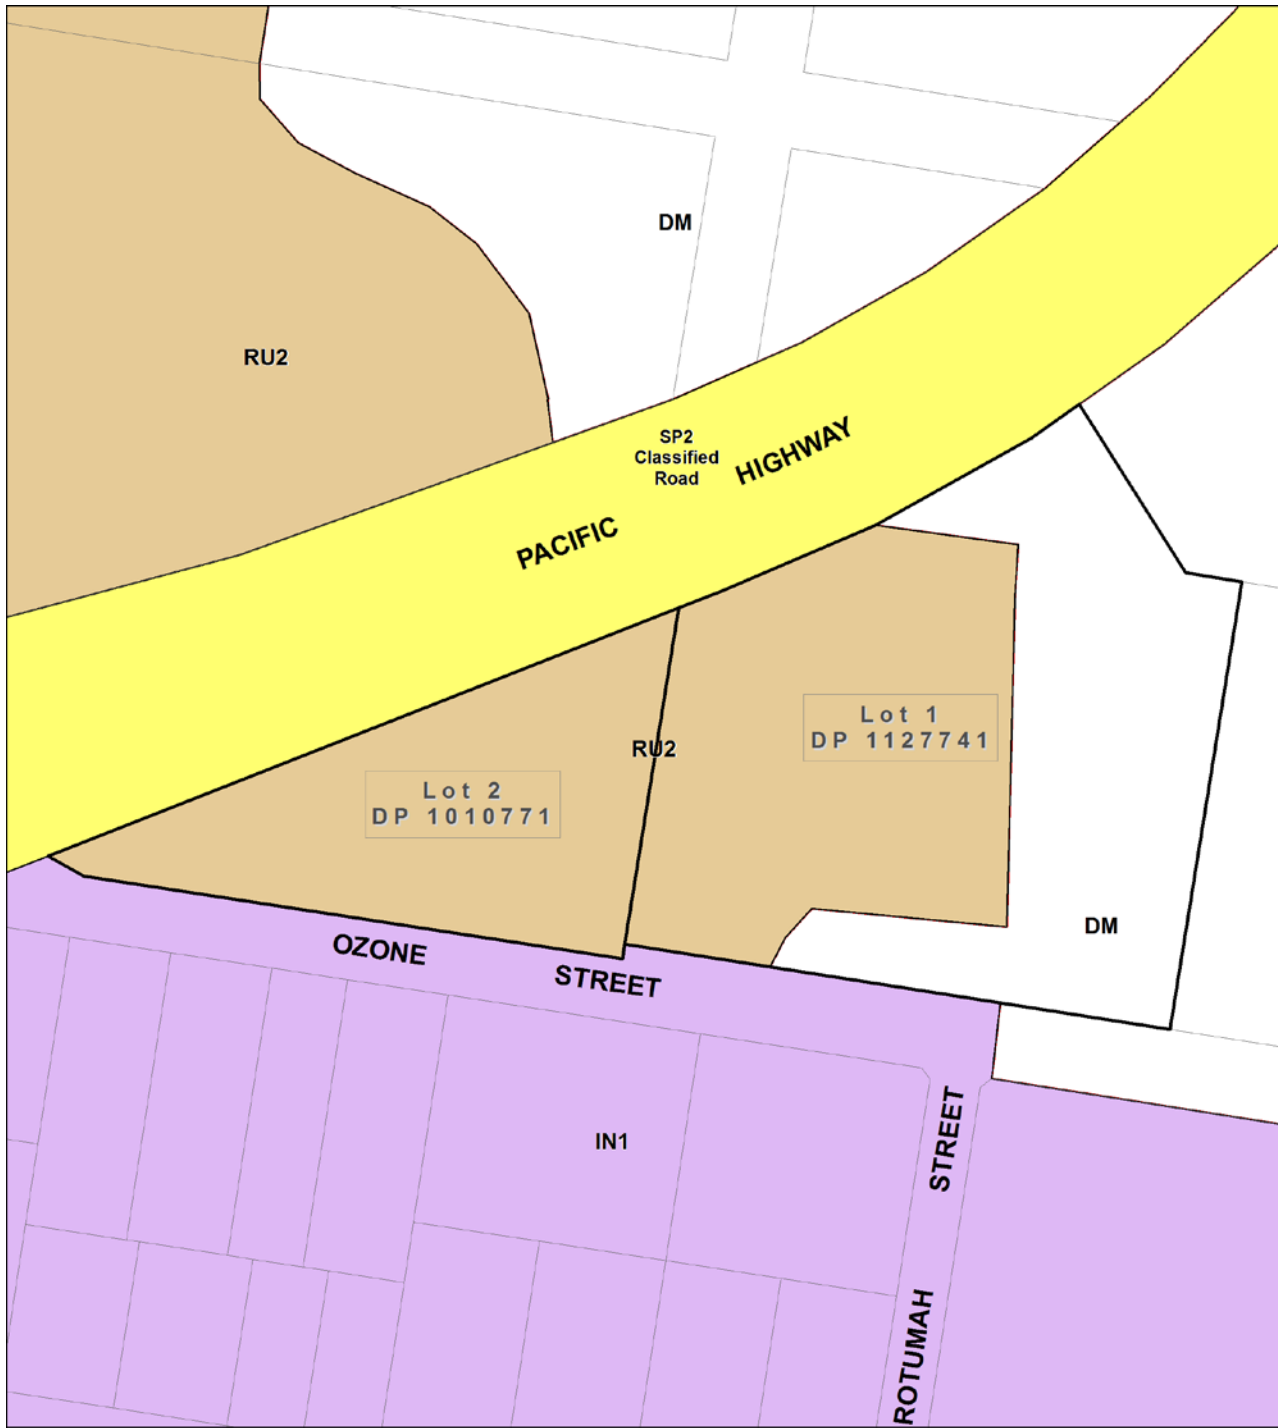 DM
RU2
SP2
Classified
Road
PACIFIC
HIGHWAY
Lot 1
DP 1127741
RU2
Lot 2
DP 1010771
DM
OZONE
STREET
IN1
ROTUMAH
STREET